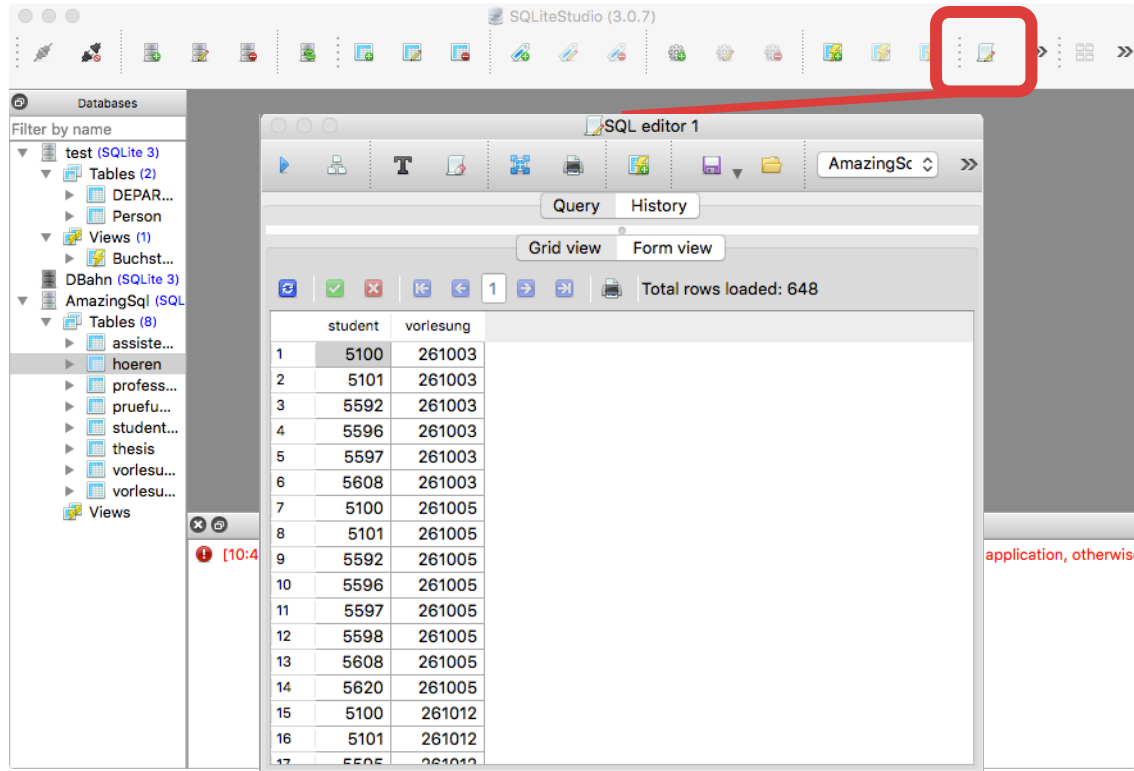 SQLiteStudio (3.0.7)
Databases
Filter by name
test (SQLite 3)
Tables (2)
DEPAR...
Person
Views (1)
Buchst...
DBahn (SQLite 3)
AmazingSql (SQL
Tables (8)
assiste...
hoeren
profess...
pruefu...
student...
thesis
vorlesu...
vorlesu...
Views
SQL editor 1
T
AmazingSc
Query History
Grid view Form view
1 Total rows loaded: 648
student vorlesung
1 5100 261003
2 5101 261003
3 5592 261003
4 5596 261003
5 5597 261003
6 5608 261003
7 5100 261005
8 5101 261005
9 5592 261005
10 5596 261005
11 5597 261005
12 5598 261005
13 5608 261005
14 5620 261005
15 5100 261012
16 5101 261012
17 5595 261012
[10:4
application, otherwis